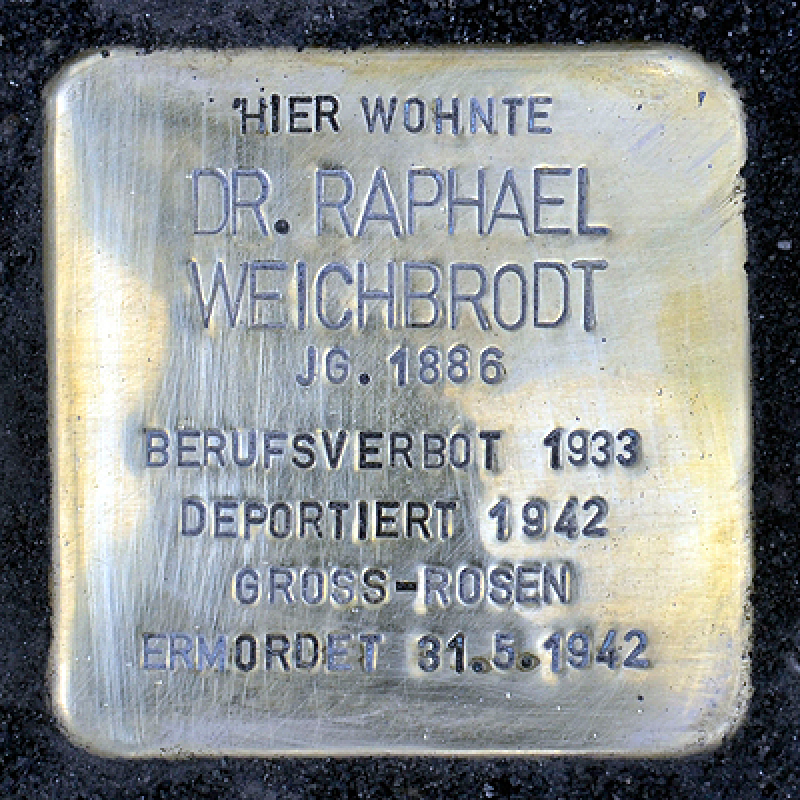 HIER WOHNTE
DR. RAPHAEL
WEICHBRODT
JG. 1886
BERUFSVERBOT 1933
DEPORTIERT 1942
GROSS-ROSEN
ERMORDET 31.5.1942